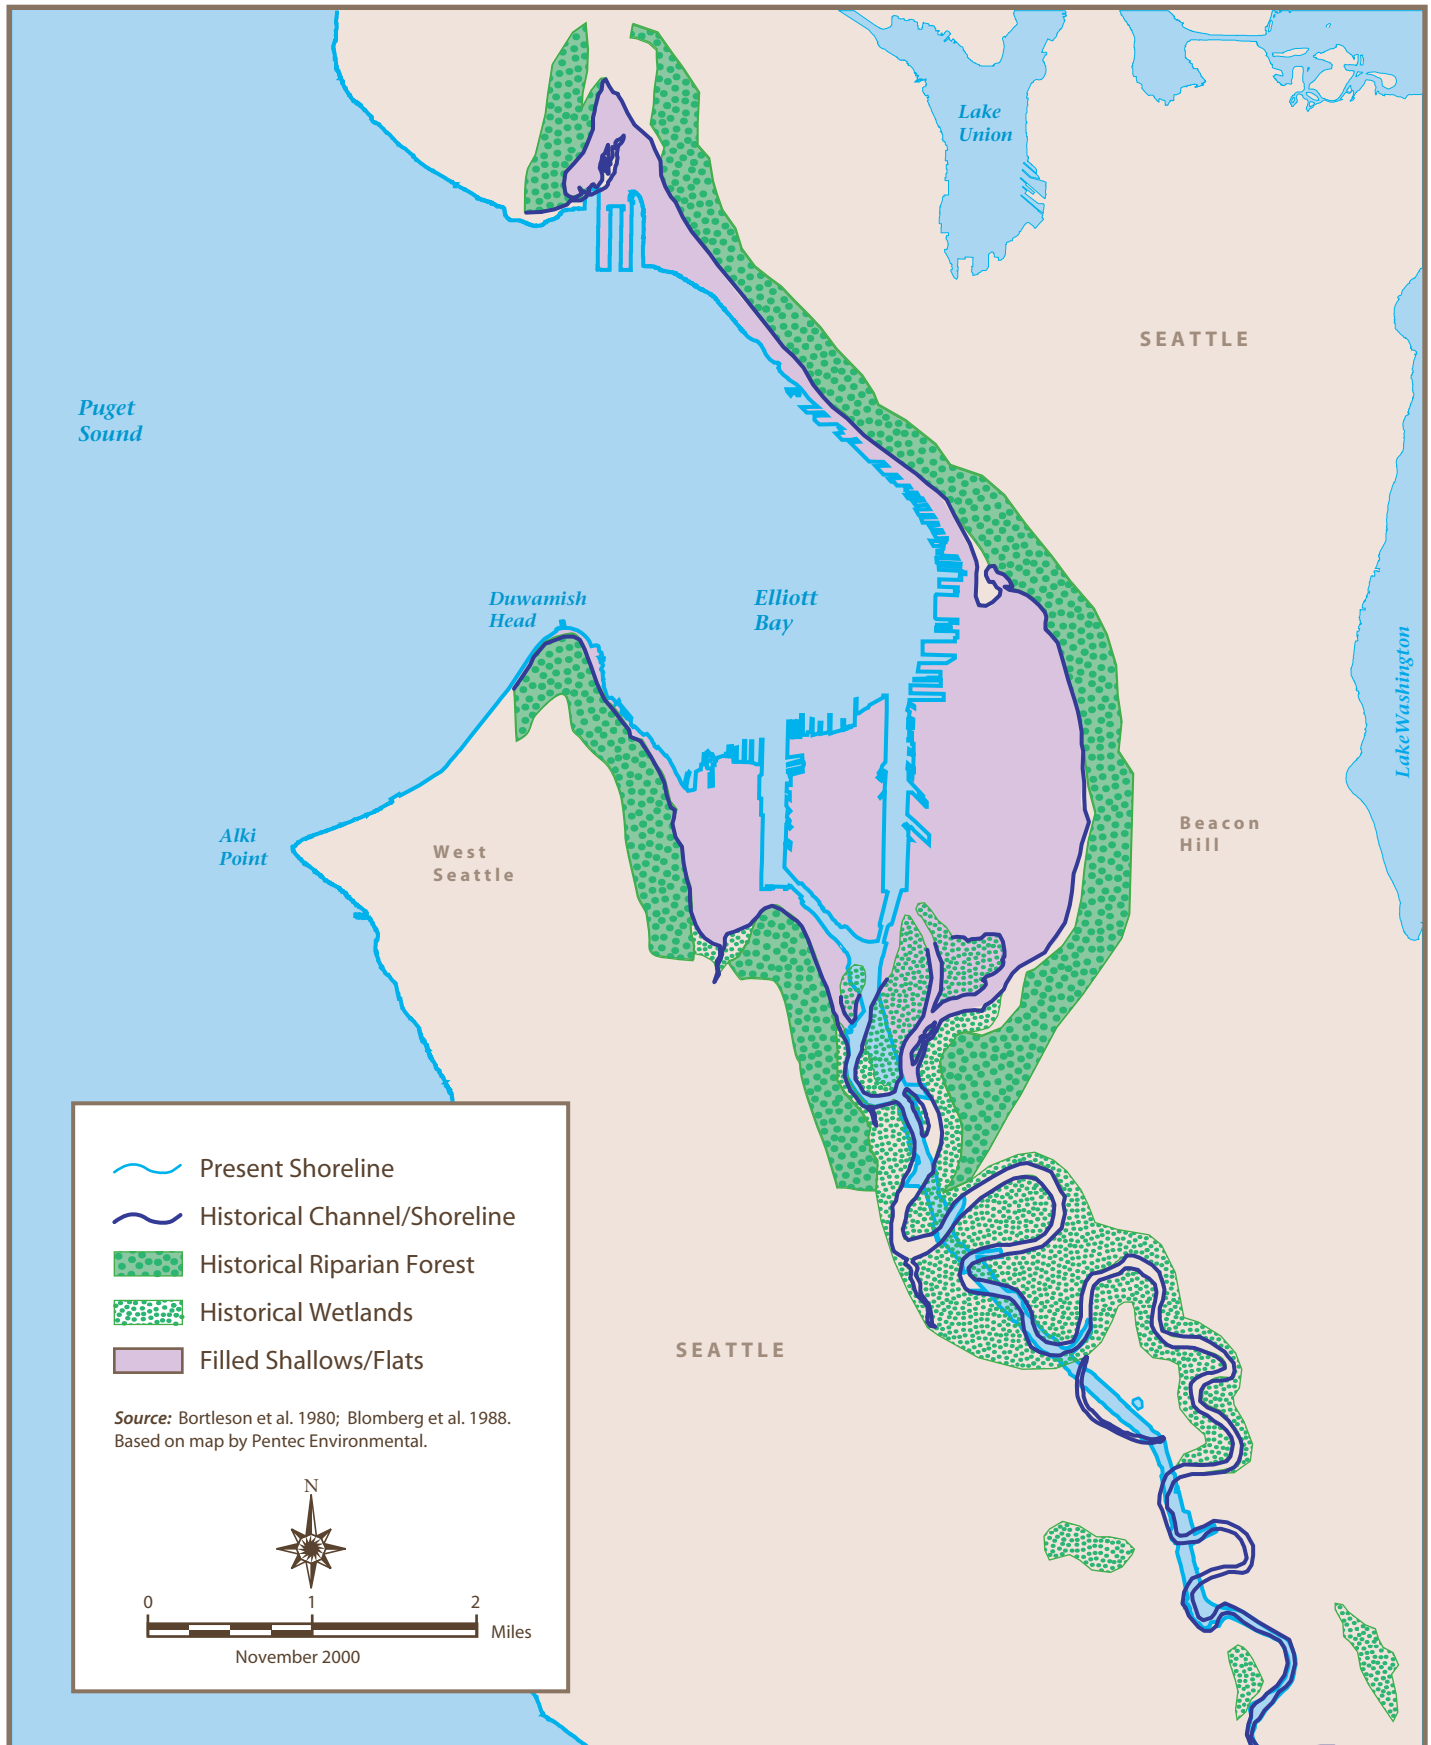 Lake
Union
SEATTLE
Puget
Sound
Duwamish
Head
Elliott
Bay
Lake Washington
Alki
Point
West
Seattle
Beacon
Hill
SEATTLE
Present Shoreline
Historical Channel/Shoreline
Historical Riparian Forest
Historical Wetlands
Filled Shallows/Flats
Source: Bortleson et al. 1980; Blomberg et al. 1988.
Based on map by Pentec Environmental.
N
0 1 2
Miles
November 2000